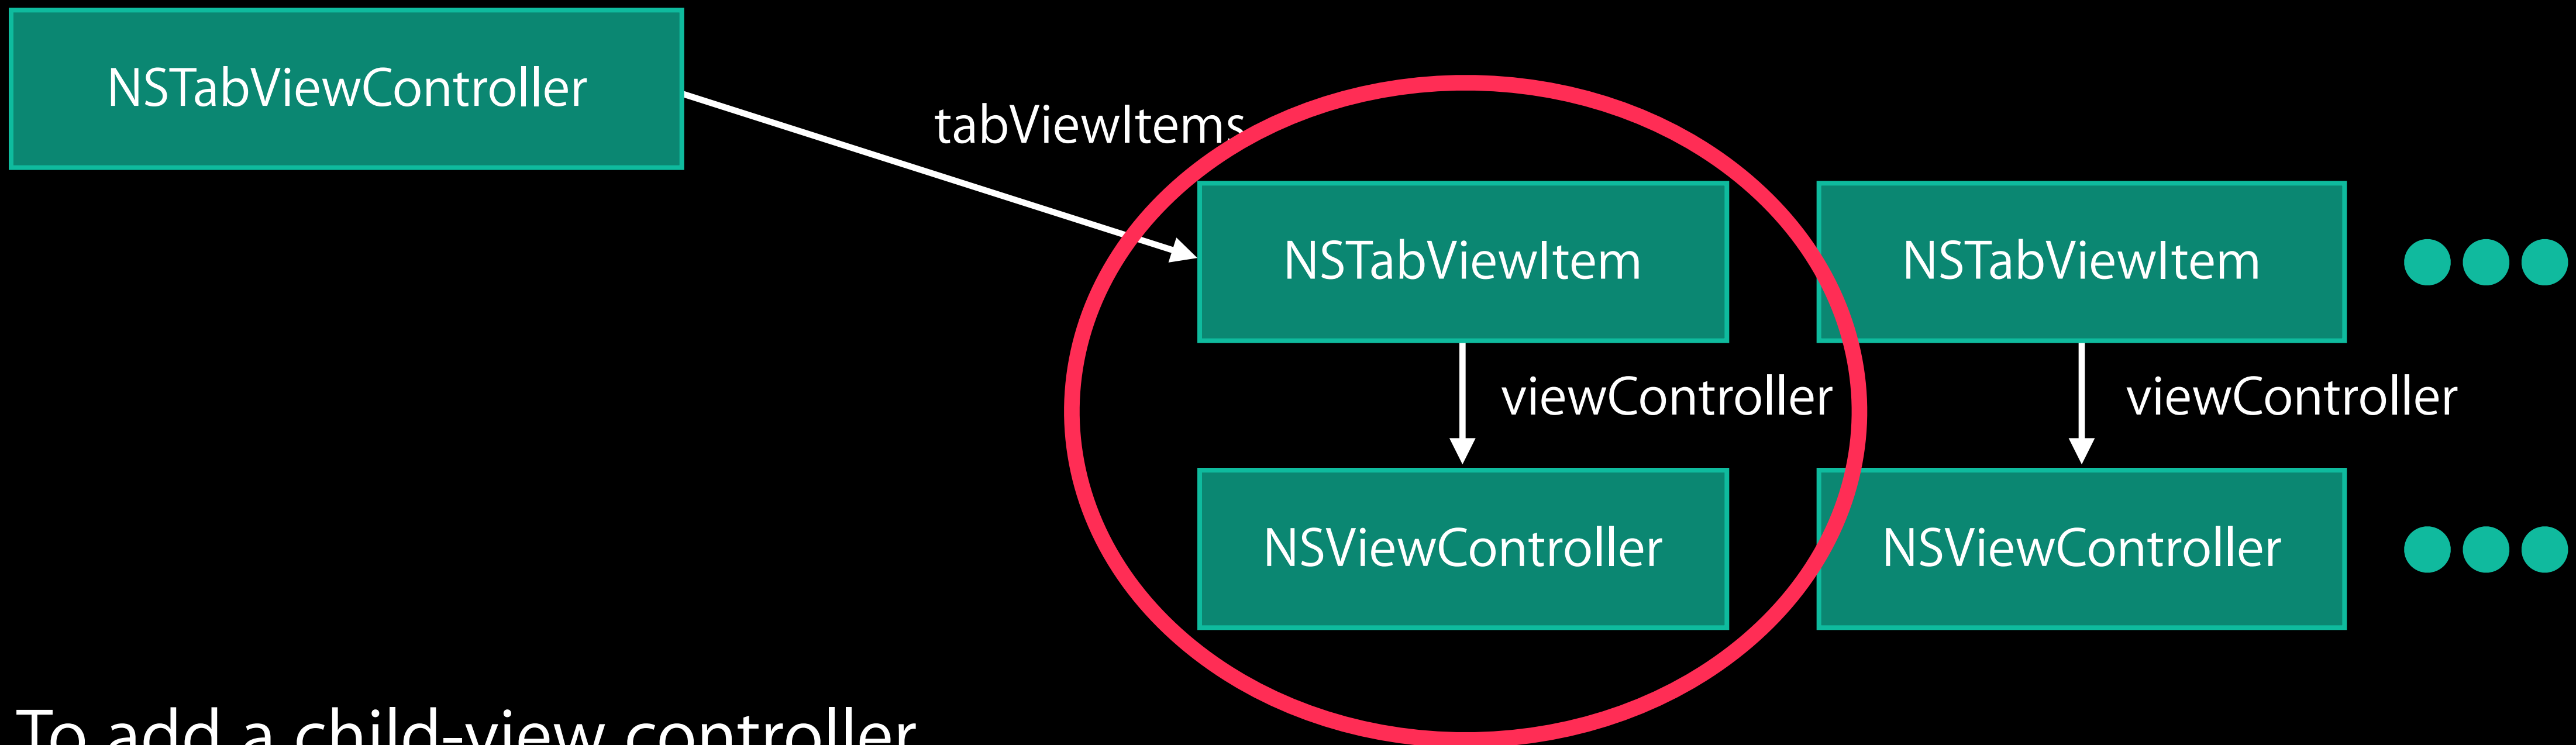 NSTabViewController
tabViewItems
NSTabViewItem
NSTabViewItem
viewController
viewController
NSViewController
NSViewController
To add a child-view controller